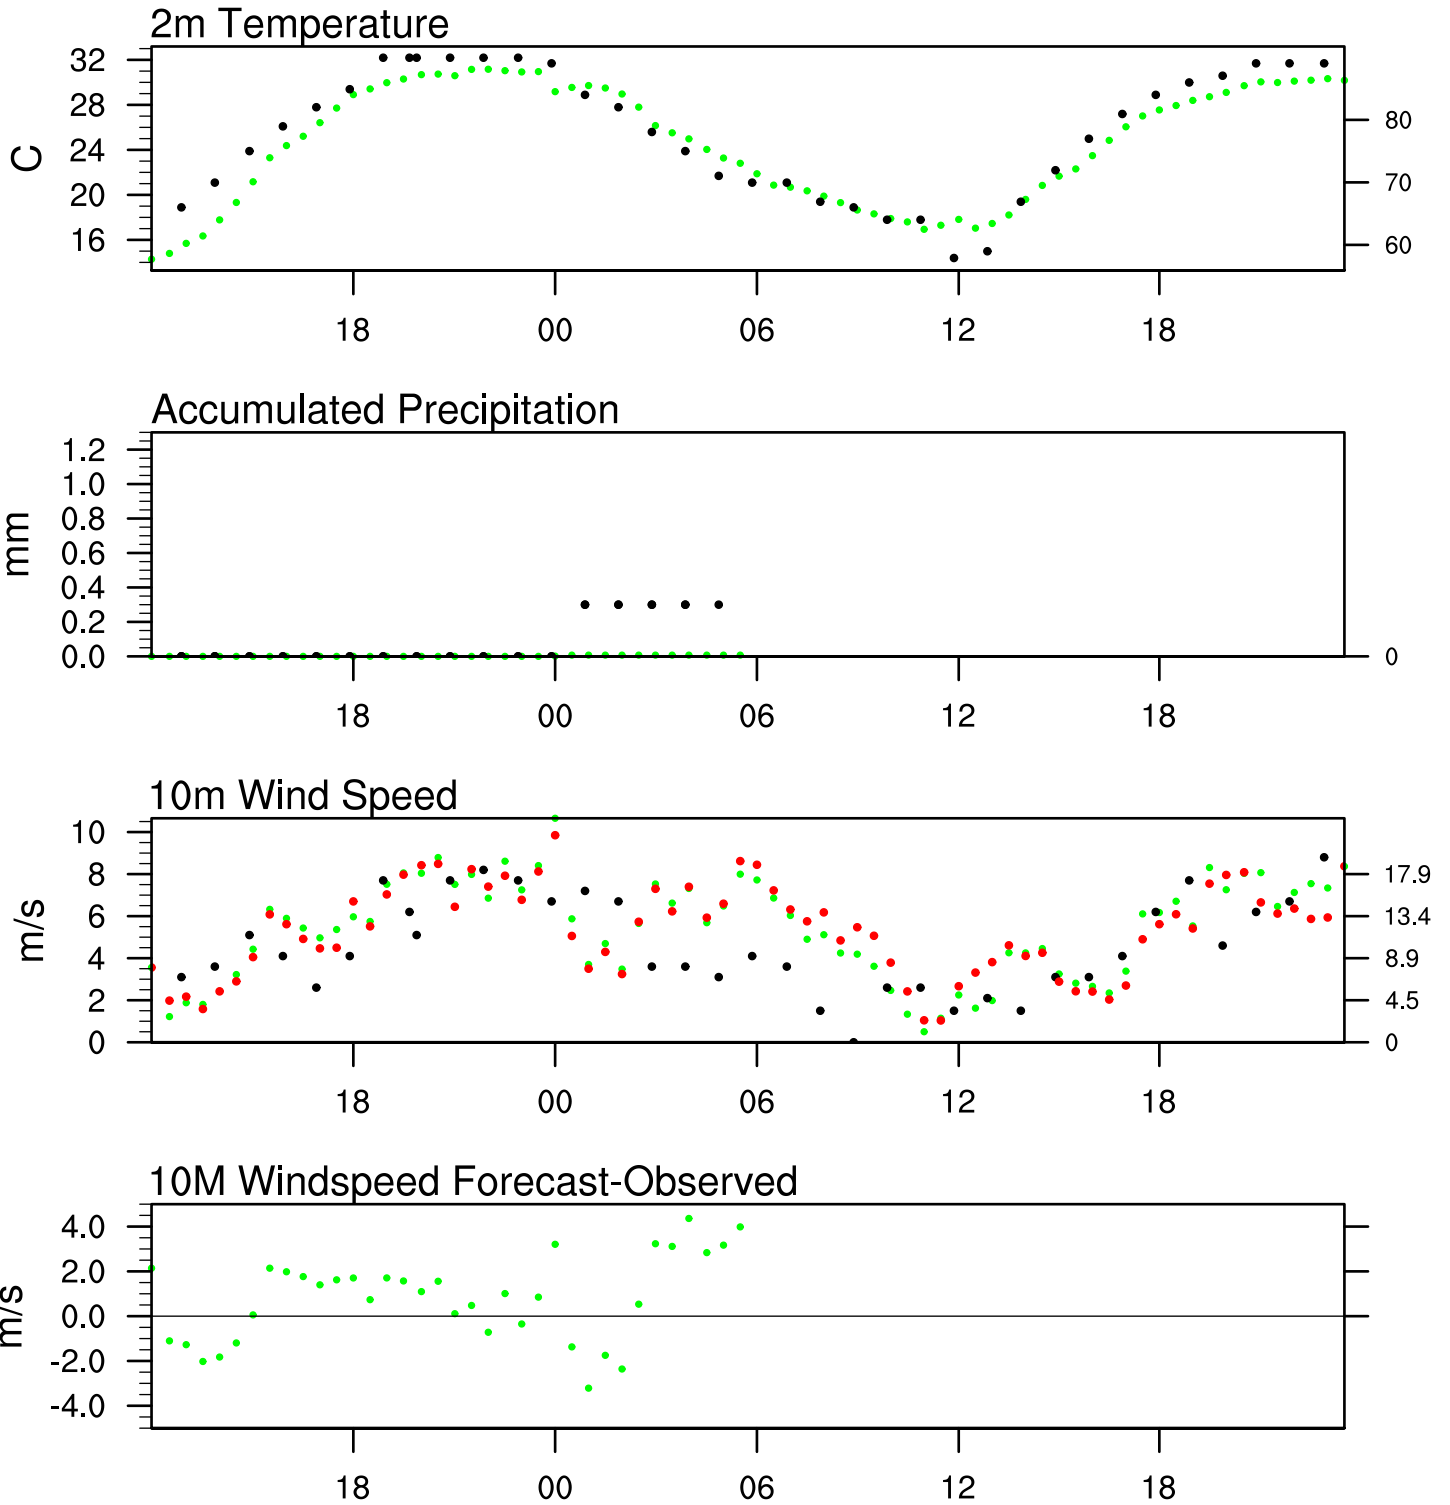 2m Temperature
C
32
28
24
20
16
80
70
60
18 00 06 12 18
Accumulated Precipitation
mm
1.2
1.0
0.8
0.6
0.4
0.2
0.0
0
18 00 06 12 18
10m Wind Speed
m/s
10
8
6
4
2
0
17.9
13.4
8.9
4.5
0
18 00 06 12 18
10M Windspeed Forecast-Observed
m/s
4.0
2.0
0.0
-2.0
-4.0
18 00 06 12 18